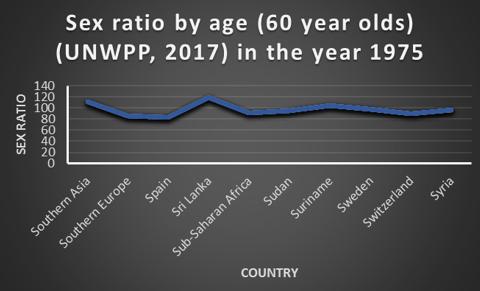 Sex ratio by age (60 year olds)
(UNWPP, 2017) in the year 1975
SEX RATIO
140
120
100
80
60
40
20
0
Southern Asia
Southern Europe
Spain
Sri Lanka
Sub-Saharan Africa
Sudan
Suriname
Sweden
Switzerland
Syria
COUNTRY